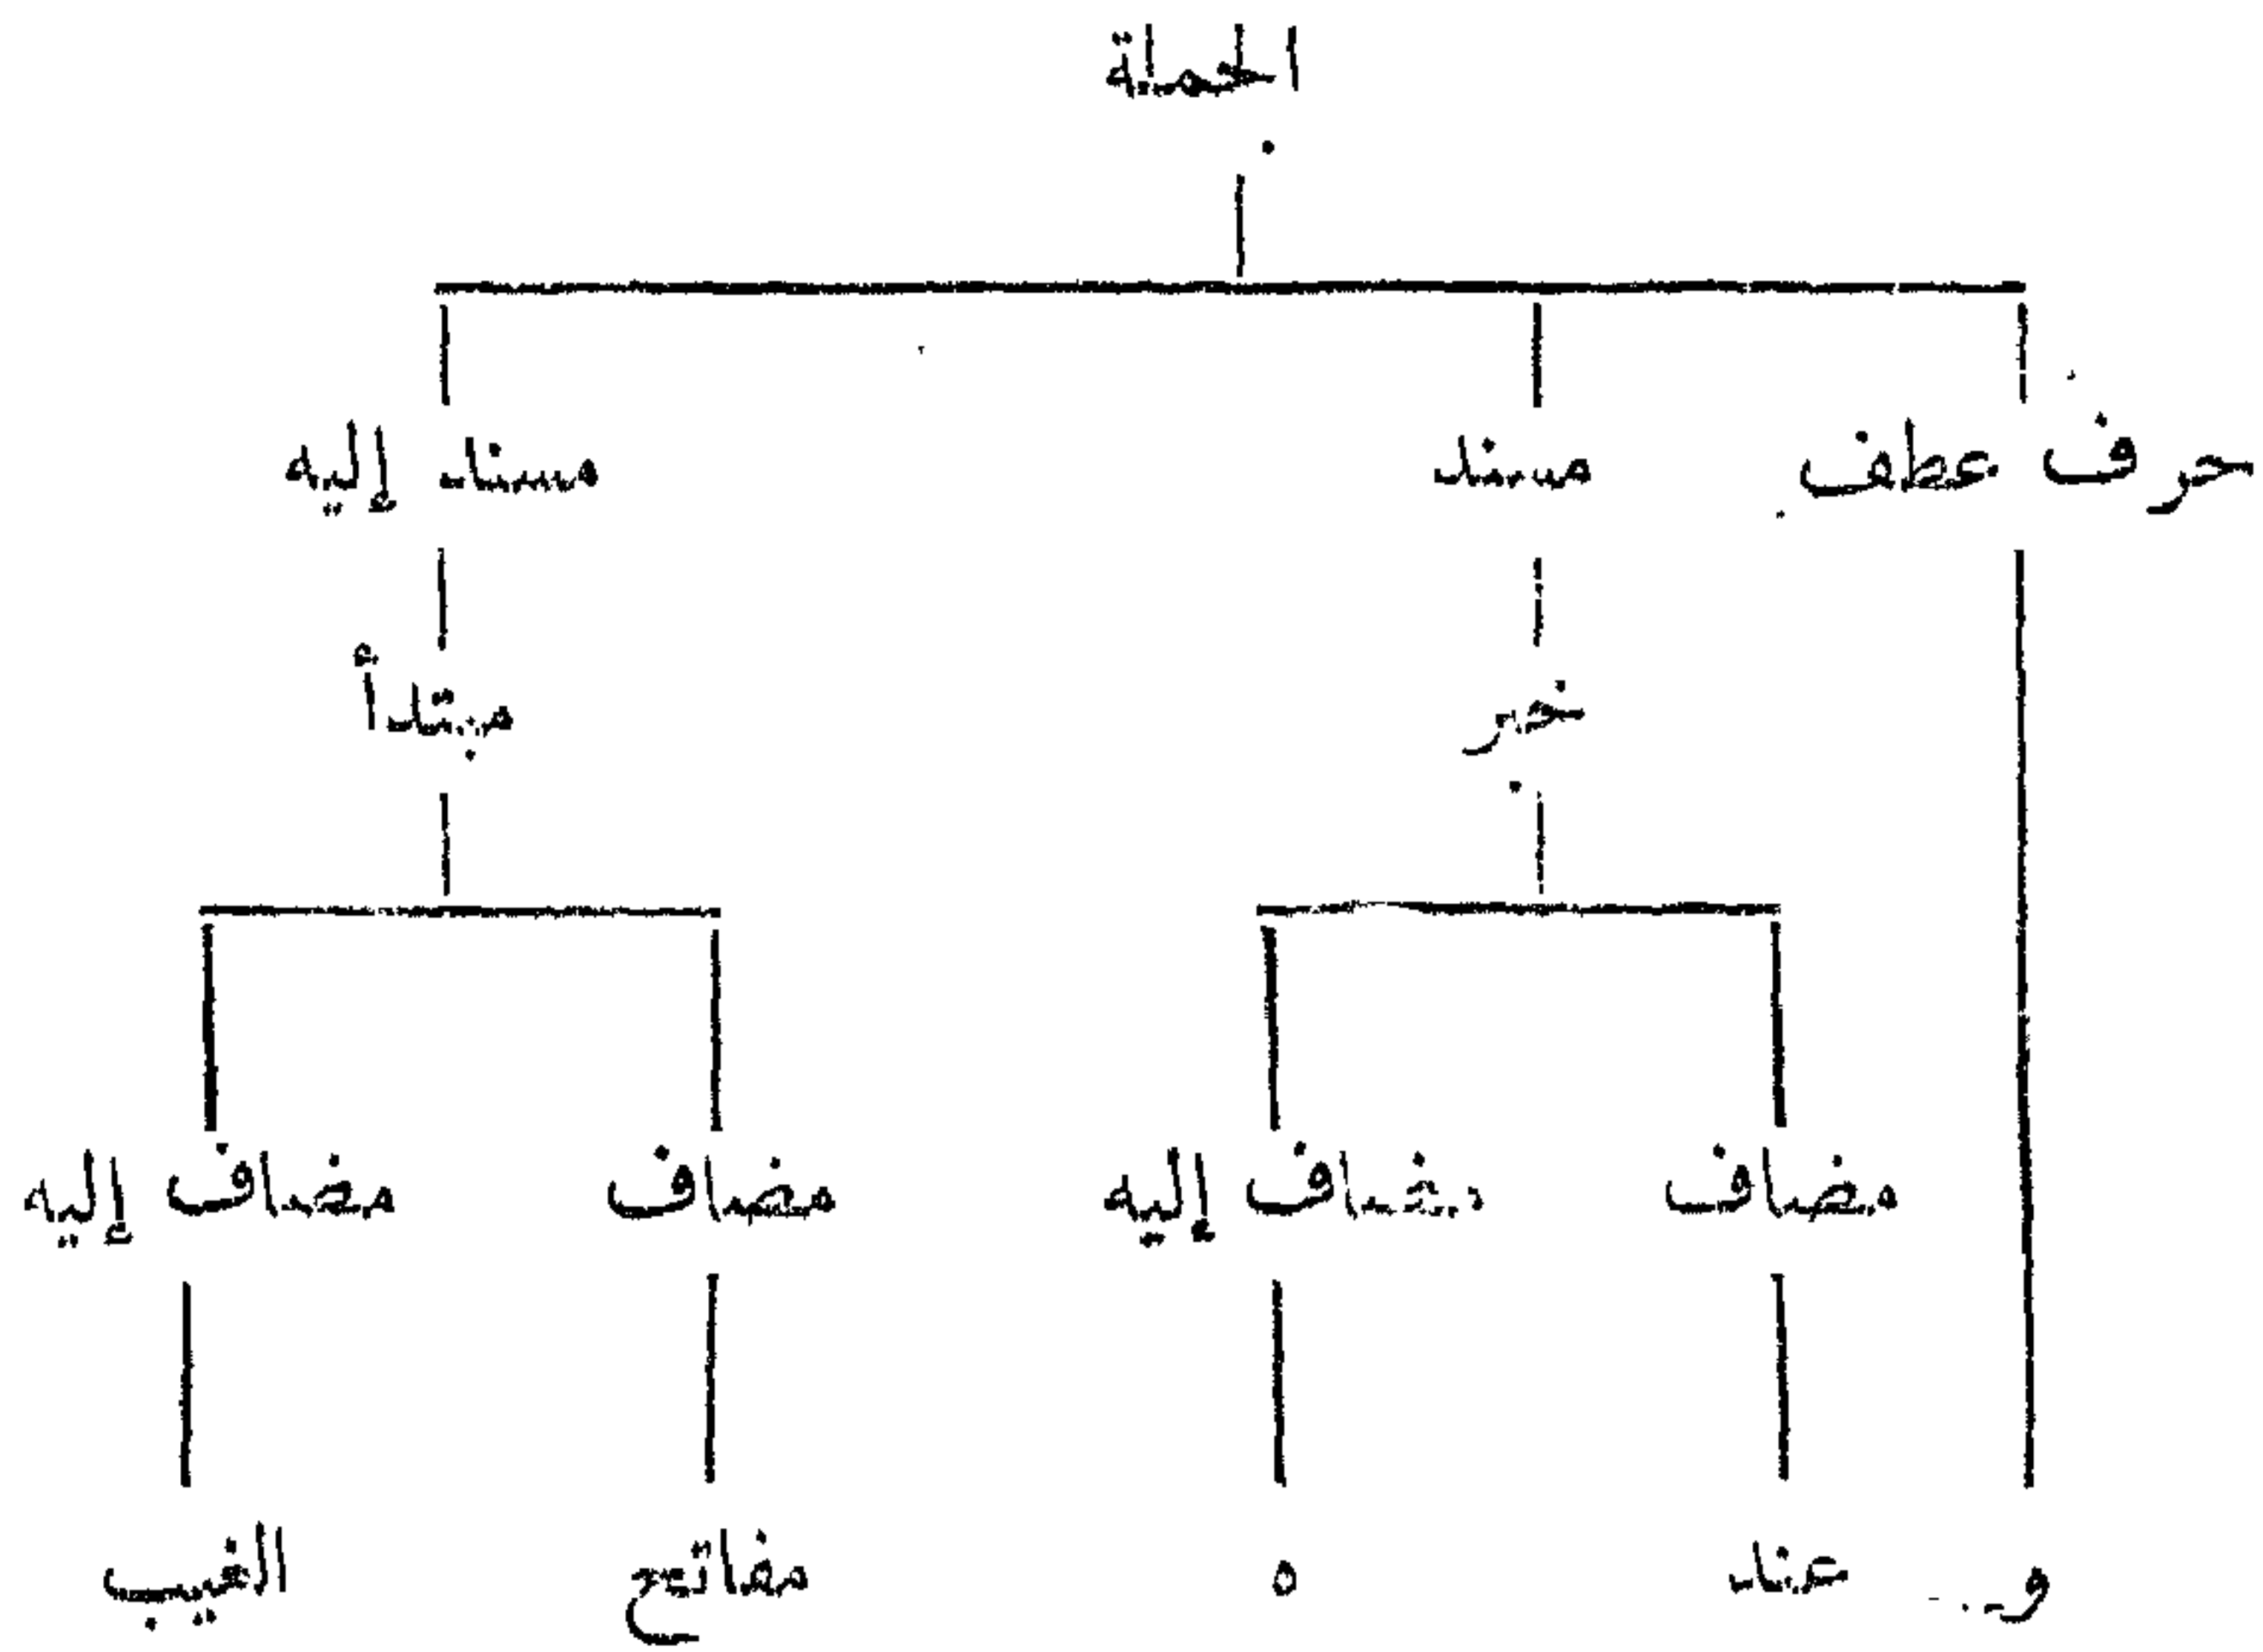 الجملة
حرف عطف مسند مسند إليه
خبر مبتدأ
مضاف مضاف إليه مضاف مضاف إليه
و عند ه مفاتح الغيب